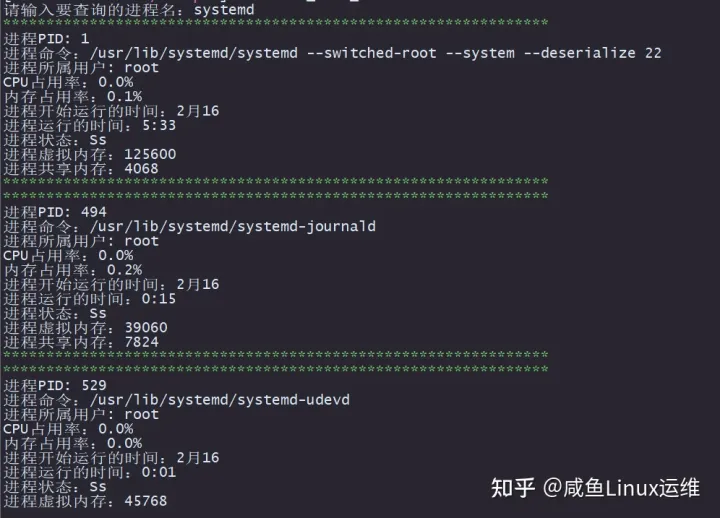 请输入要查询的进程名：systemd
*************************************************************
进程PID: 1
进程命令：/usr/lib/systemd/systemd --switched-root --system --deserialize 22
进程所属用户: root
CPU占用率：0.0%
内存占用率：0.1%
进程开始运行的时间：2月16
进程运行的时间：5:33
进程状态：Ss
进程虚拟内存：125600
进程共享内存：4068
*************************************************************
*************************************************************
进程PID: 494
进程命令：/usr/lib/systemd/systemd-journald
进程所属用户: root
CPU占用率：0.0%
内存占用率：0.2%
进程开始运行的时间：2月16
进程运行的时间：0:15
进程状态：Ss
进程虚拟内存：39060
进程共享内存：7824
*************************************************************
*************************************************************
进程PID: 529
进程命令：/usr/lib/systemd/systemd-udevd
进程所属用户: root
CPU占用率：0.0%
内存占用率：0.0%
进程开始运行的时间：2月16
进程运行的时间：0:01
进程状态：Ss
进程虚拟内存：45768
知乎 @咸鱼Linux运维